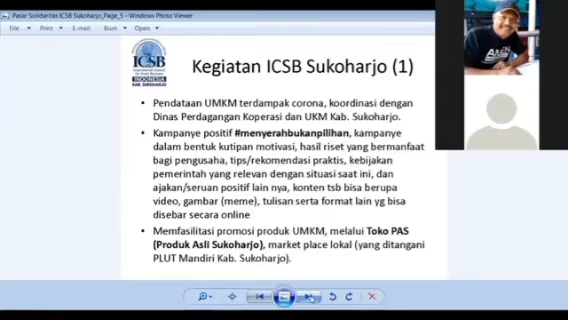 Pasar Solidaritas ICSB Sukoharjo_Page_5 - Windows Photo Viewer
File Print E-mail Burn Open
ICSB
INDONESIA
KAB. SUKOHARJO
Kegiatan ICSB Sukoharjo (1)
• Pendataan UMKM terdampak corona, koordinasi dengan
Dinas Perdagangan Koperasi dan UKM Kab. Sukoharjo.
• Kampanye positif #menyerahbukanpilihan, kampanye
dalam bentuk kutipan motivasi, hasil riset yang bermanfaat
bagi pengusaha, tips/rekomendasi praktis, kebijakan
pemerintah yang relevan dengan situasi saat ini, dan
ajakan/seruan positif lain nya, konten tsb bisa berupa
video, gambar (meme), tulisan serta format lain yg bisa
disebar secara online
• Memfasilitasi promosi produk UMKM, melalui Toko PAS
(Produk Asli Sukoharjo), market place lokal (yang ditangani
PLUT Mandiri Kab. Sukoharjo).